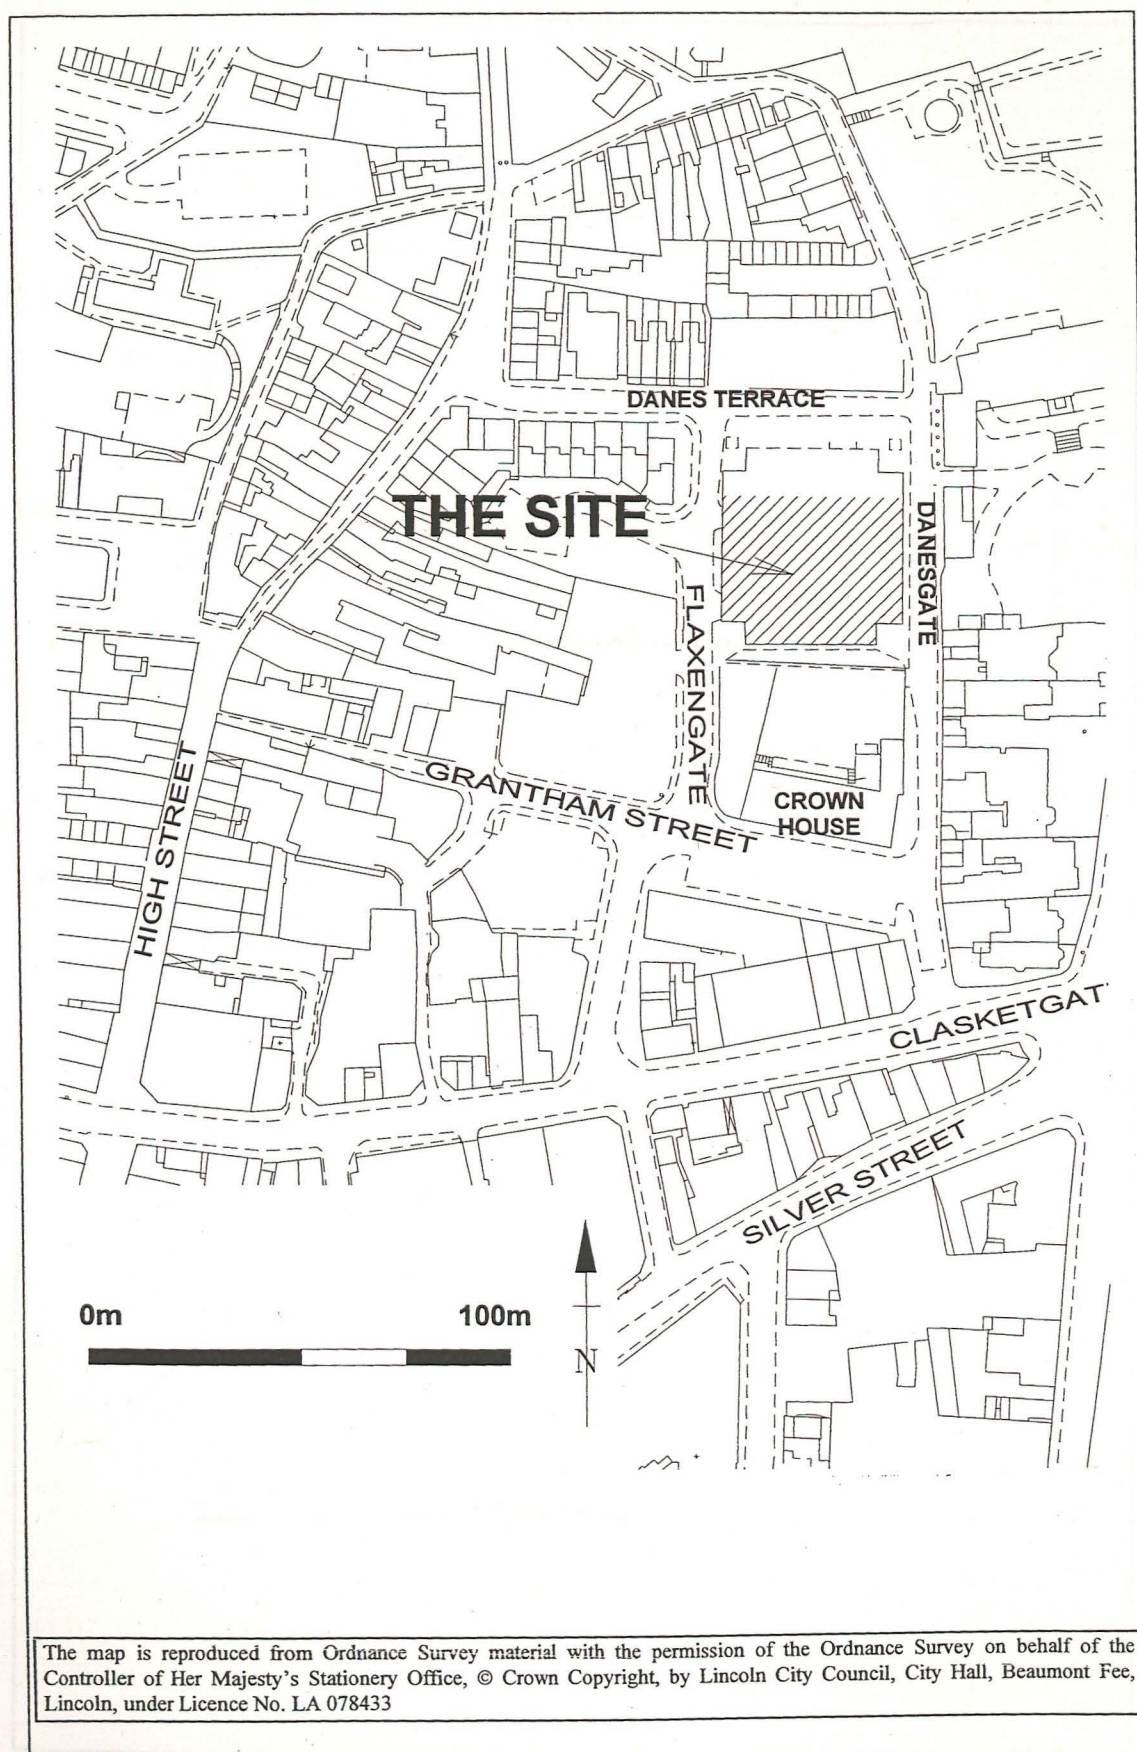 DANES TERRACE
THE SITE
DANESGATE
FLAXENGATE
GRANTHAM STREET
CROWN
HOUSE
HIGH STREET
CLASKETGAT
SILVER STREET
0m 100m
N
The map is reproduced from Ordnance Survey material with the permission of the Ordnance Survey on behalf of the
Controller of Her Majesty's Stationery Office, © Crown Copyright, by Lincoln City Council, City Hall, Beaumont Fee,
Lincoln, under Licence No. LA 078433